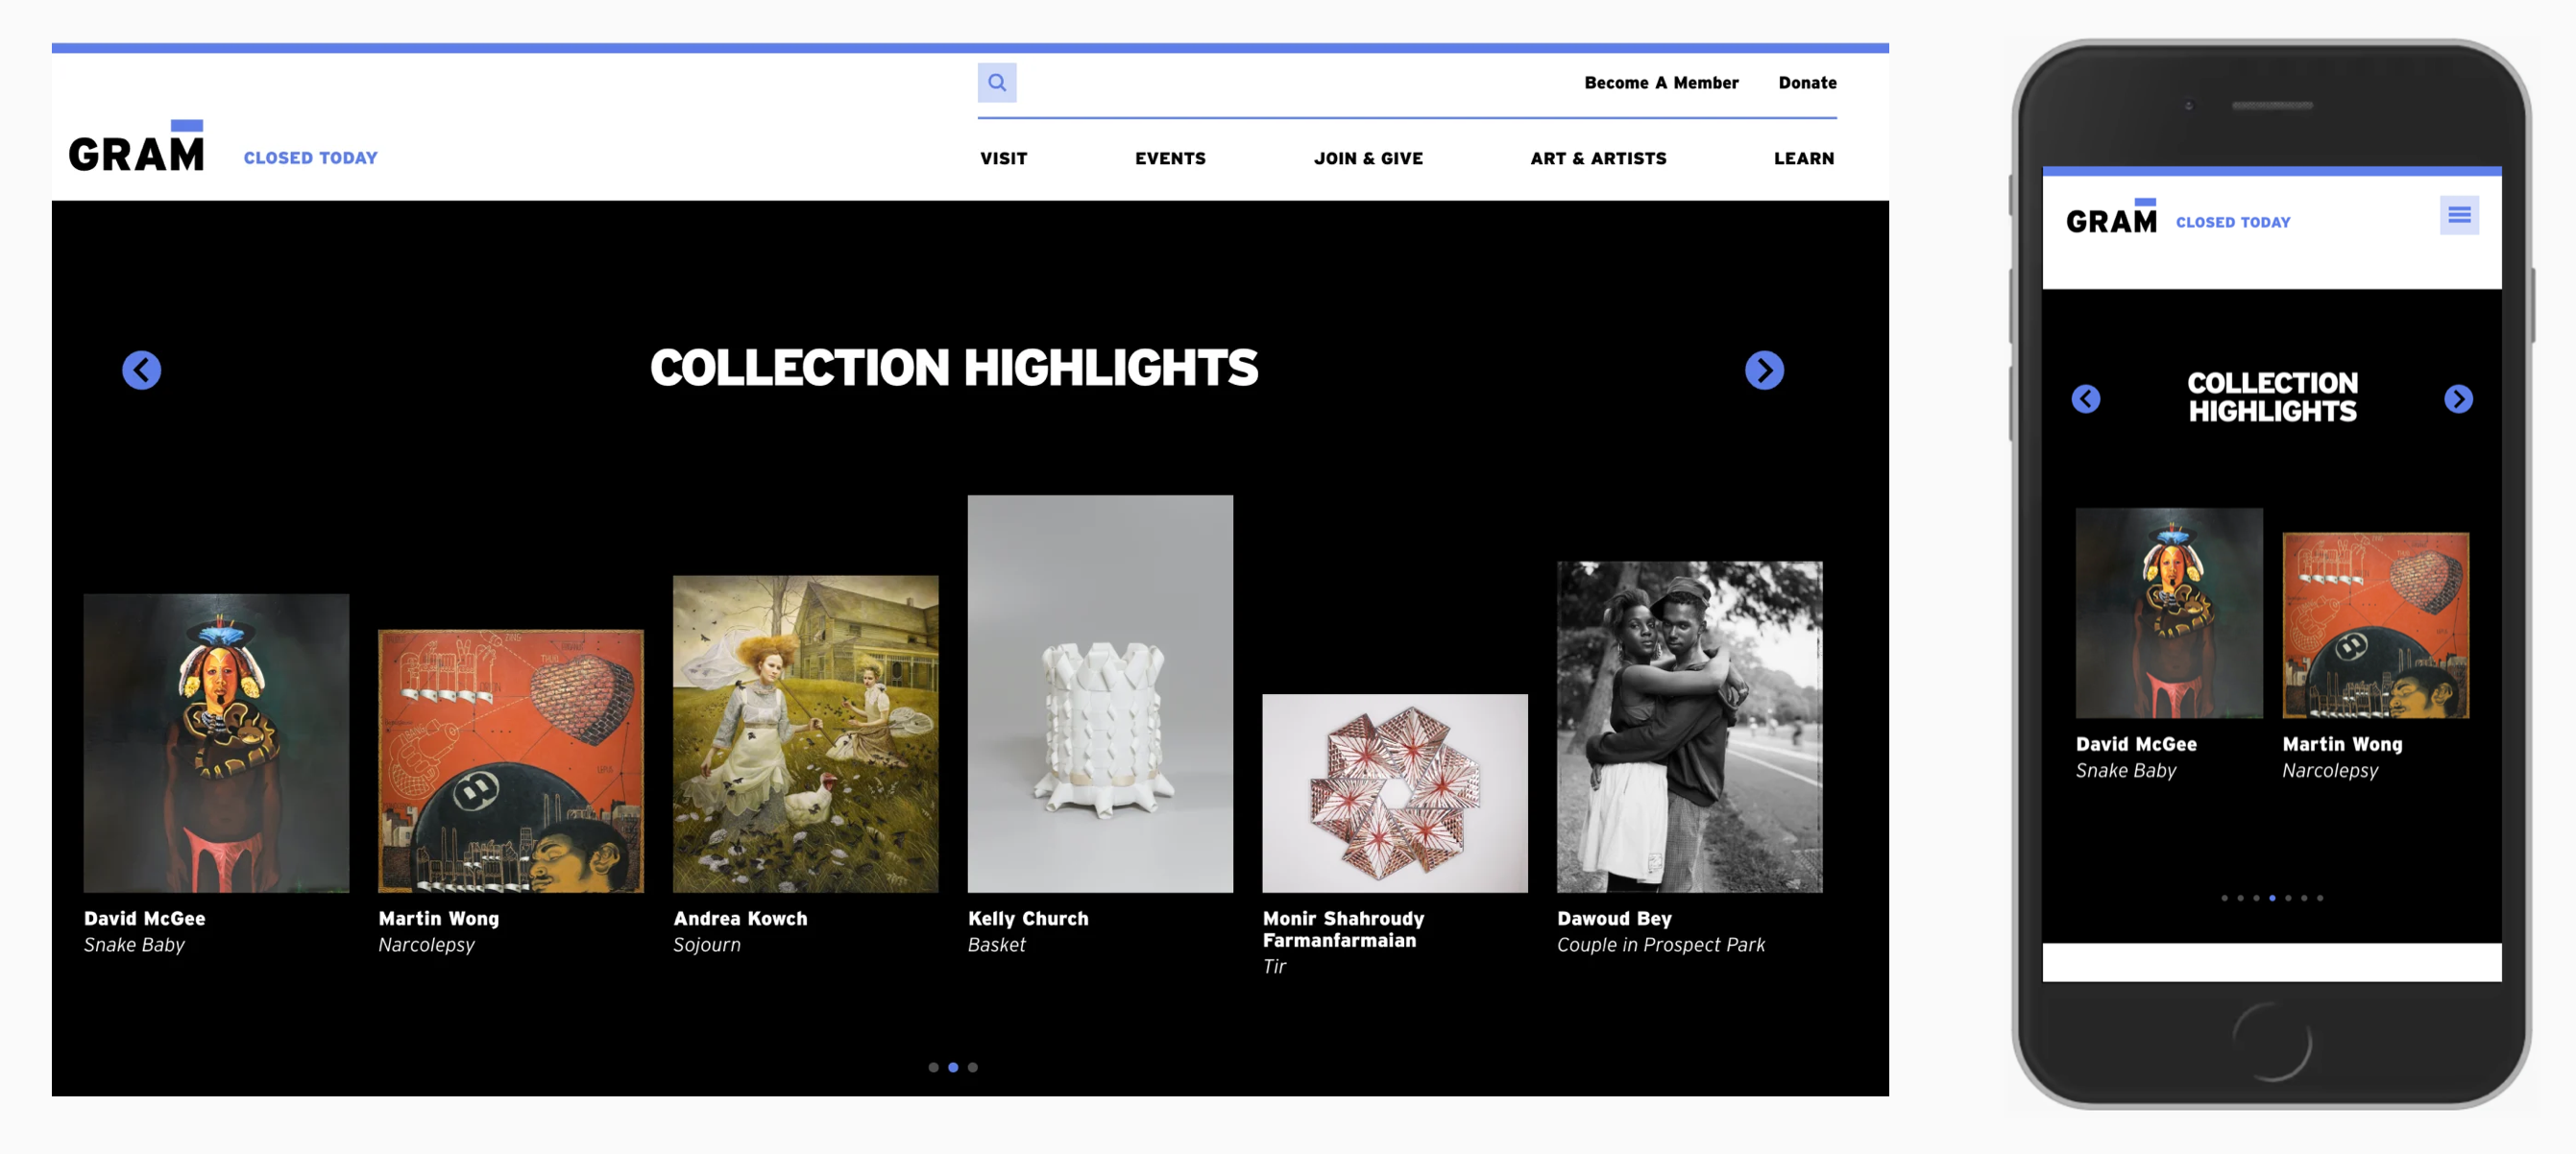 Become A Member Donate
GRAM CLOSED TODAY
VISIT EVENTS JOIN & GIVE ART & ARTISTS LEARN
COLLECTION HIGHLIGHTS
David McGee
Snake Baby
Martin Wong
Narcolepsy
Andrea Kowch
Sojourn
Kelly Church
Basket
Monir Shahroudy
Farmanfarmaian
Tir
Dawoud Bey
Couple in Prospect Park
GRAM CLOSED TODAY
COLLECTION
HIGHLIGHTS
David McGee
Snake Baby
Martin Wong
Narcolepsy